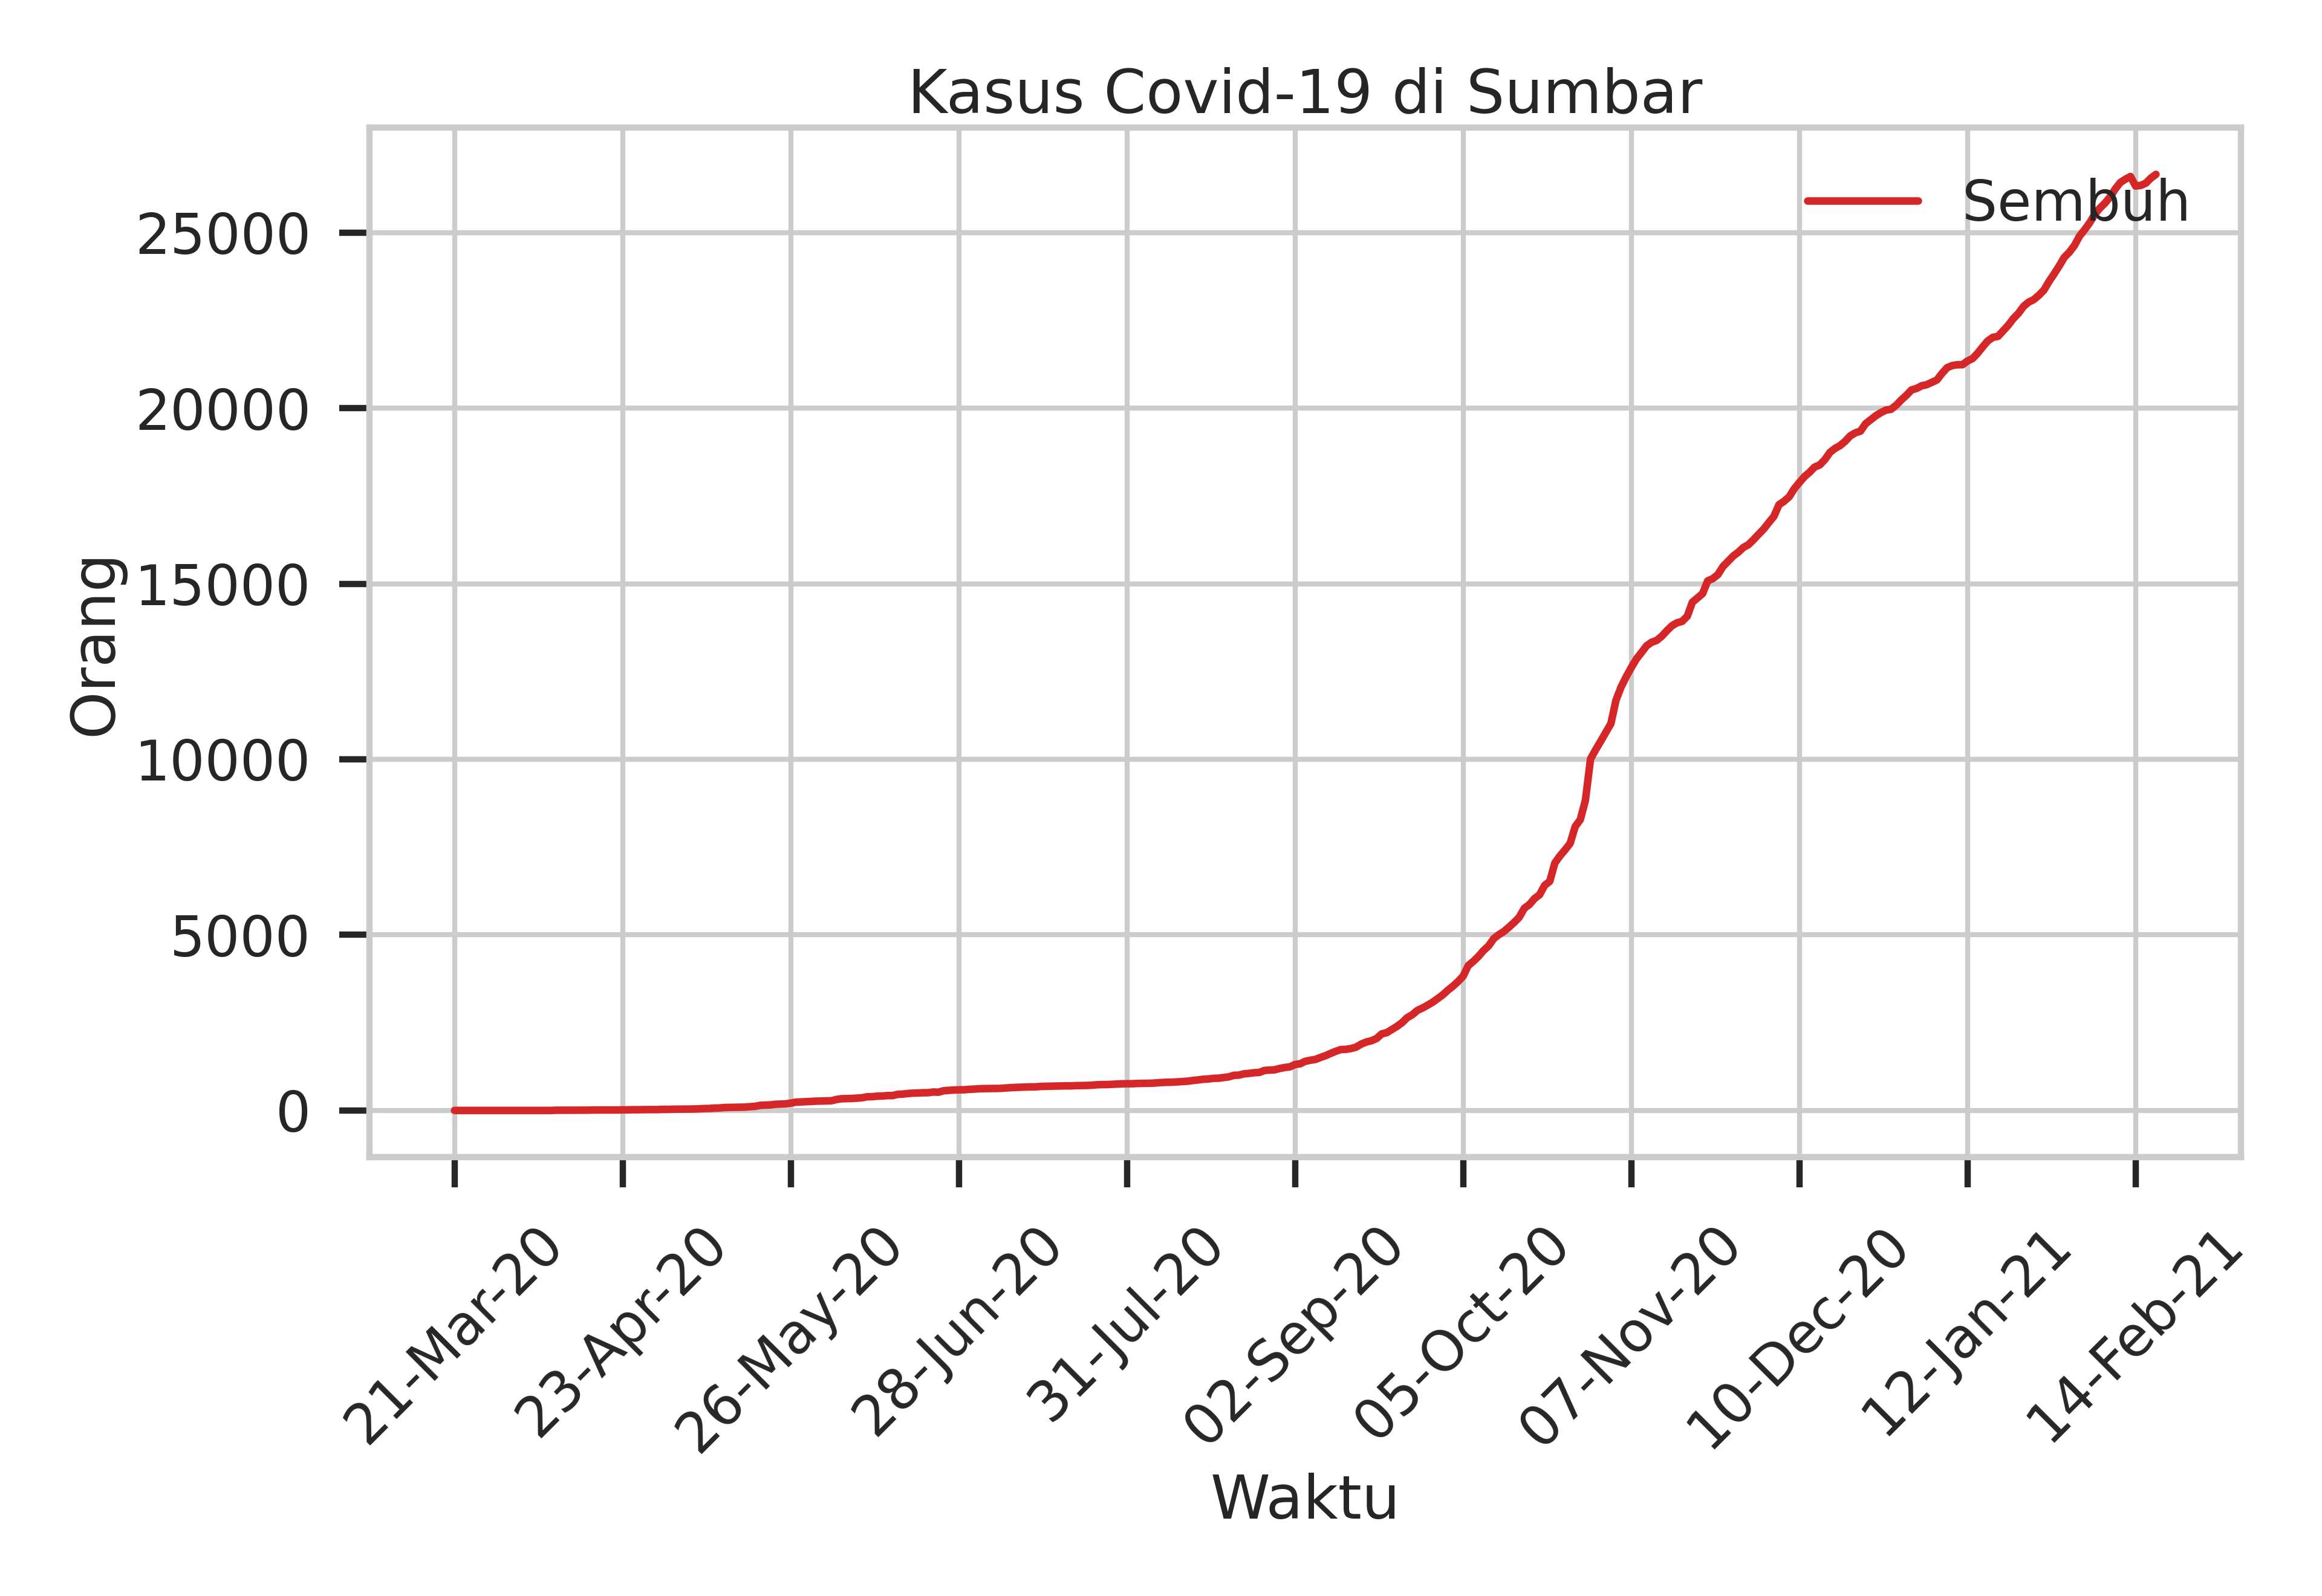 Kasus Covid-19 di Sumbar
Sembuh
Orang
25000
20000
15000
10000
5000
0
21-Mar-20
23-Apr-20
26-May-20
28-Jun-20
31-Jul-20
02-Sep-20
05-Oct-20
07-Nov-20
10-Dec-20
12-Jan-21
14-Feb-21
Waktu